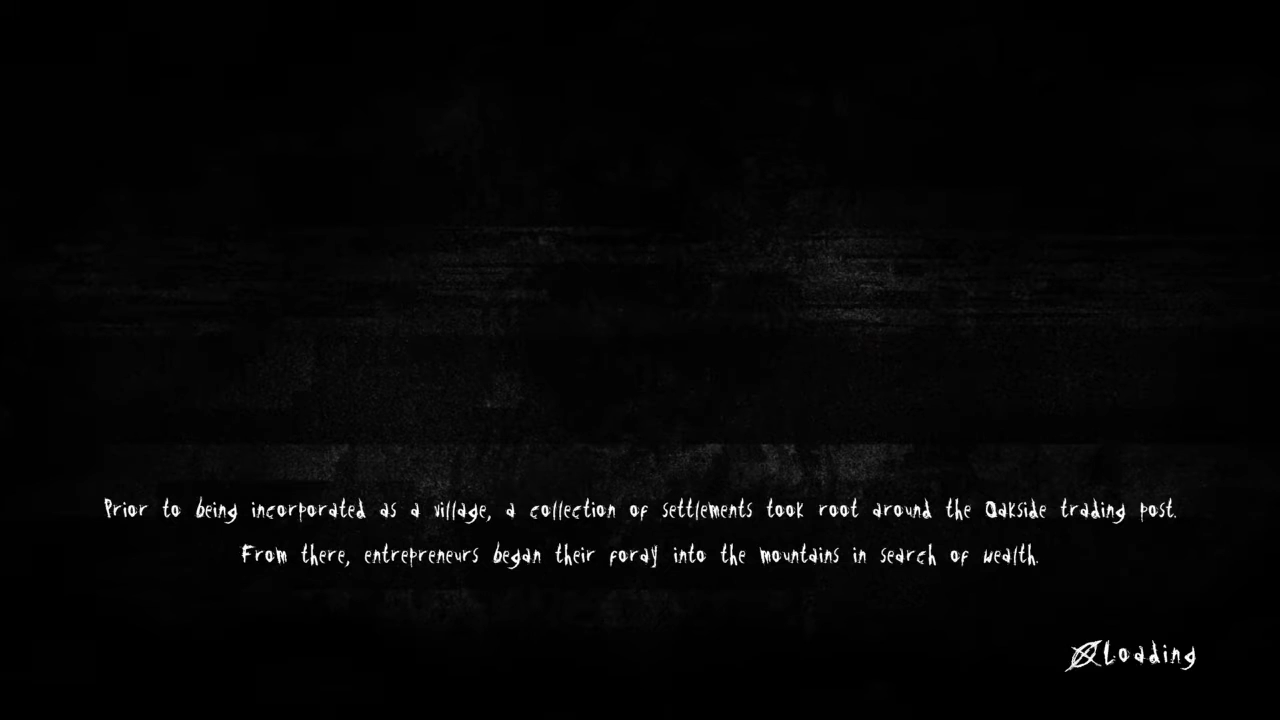 Prior to being incorporated as a village, a collection of settlements took root around the Oakside trading post.
From there, entrepreneurs began their foray into the mountains in search of wealth.
Loading